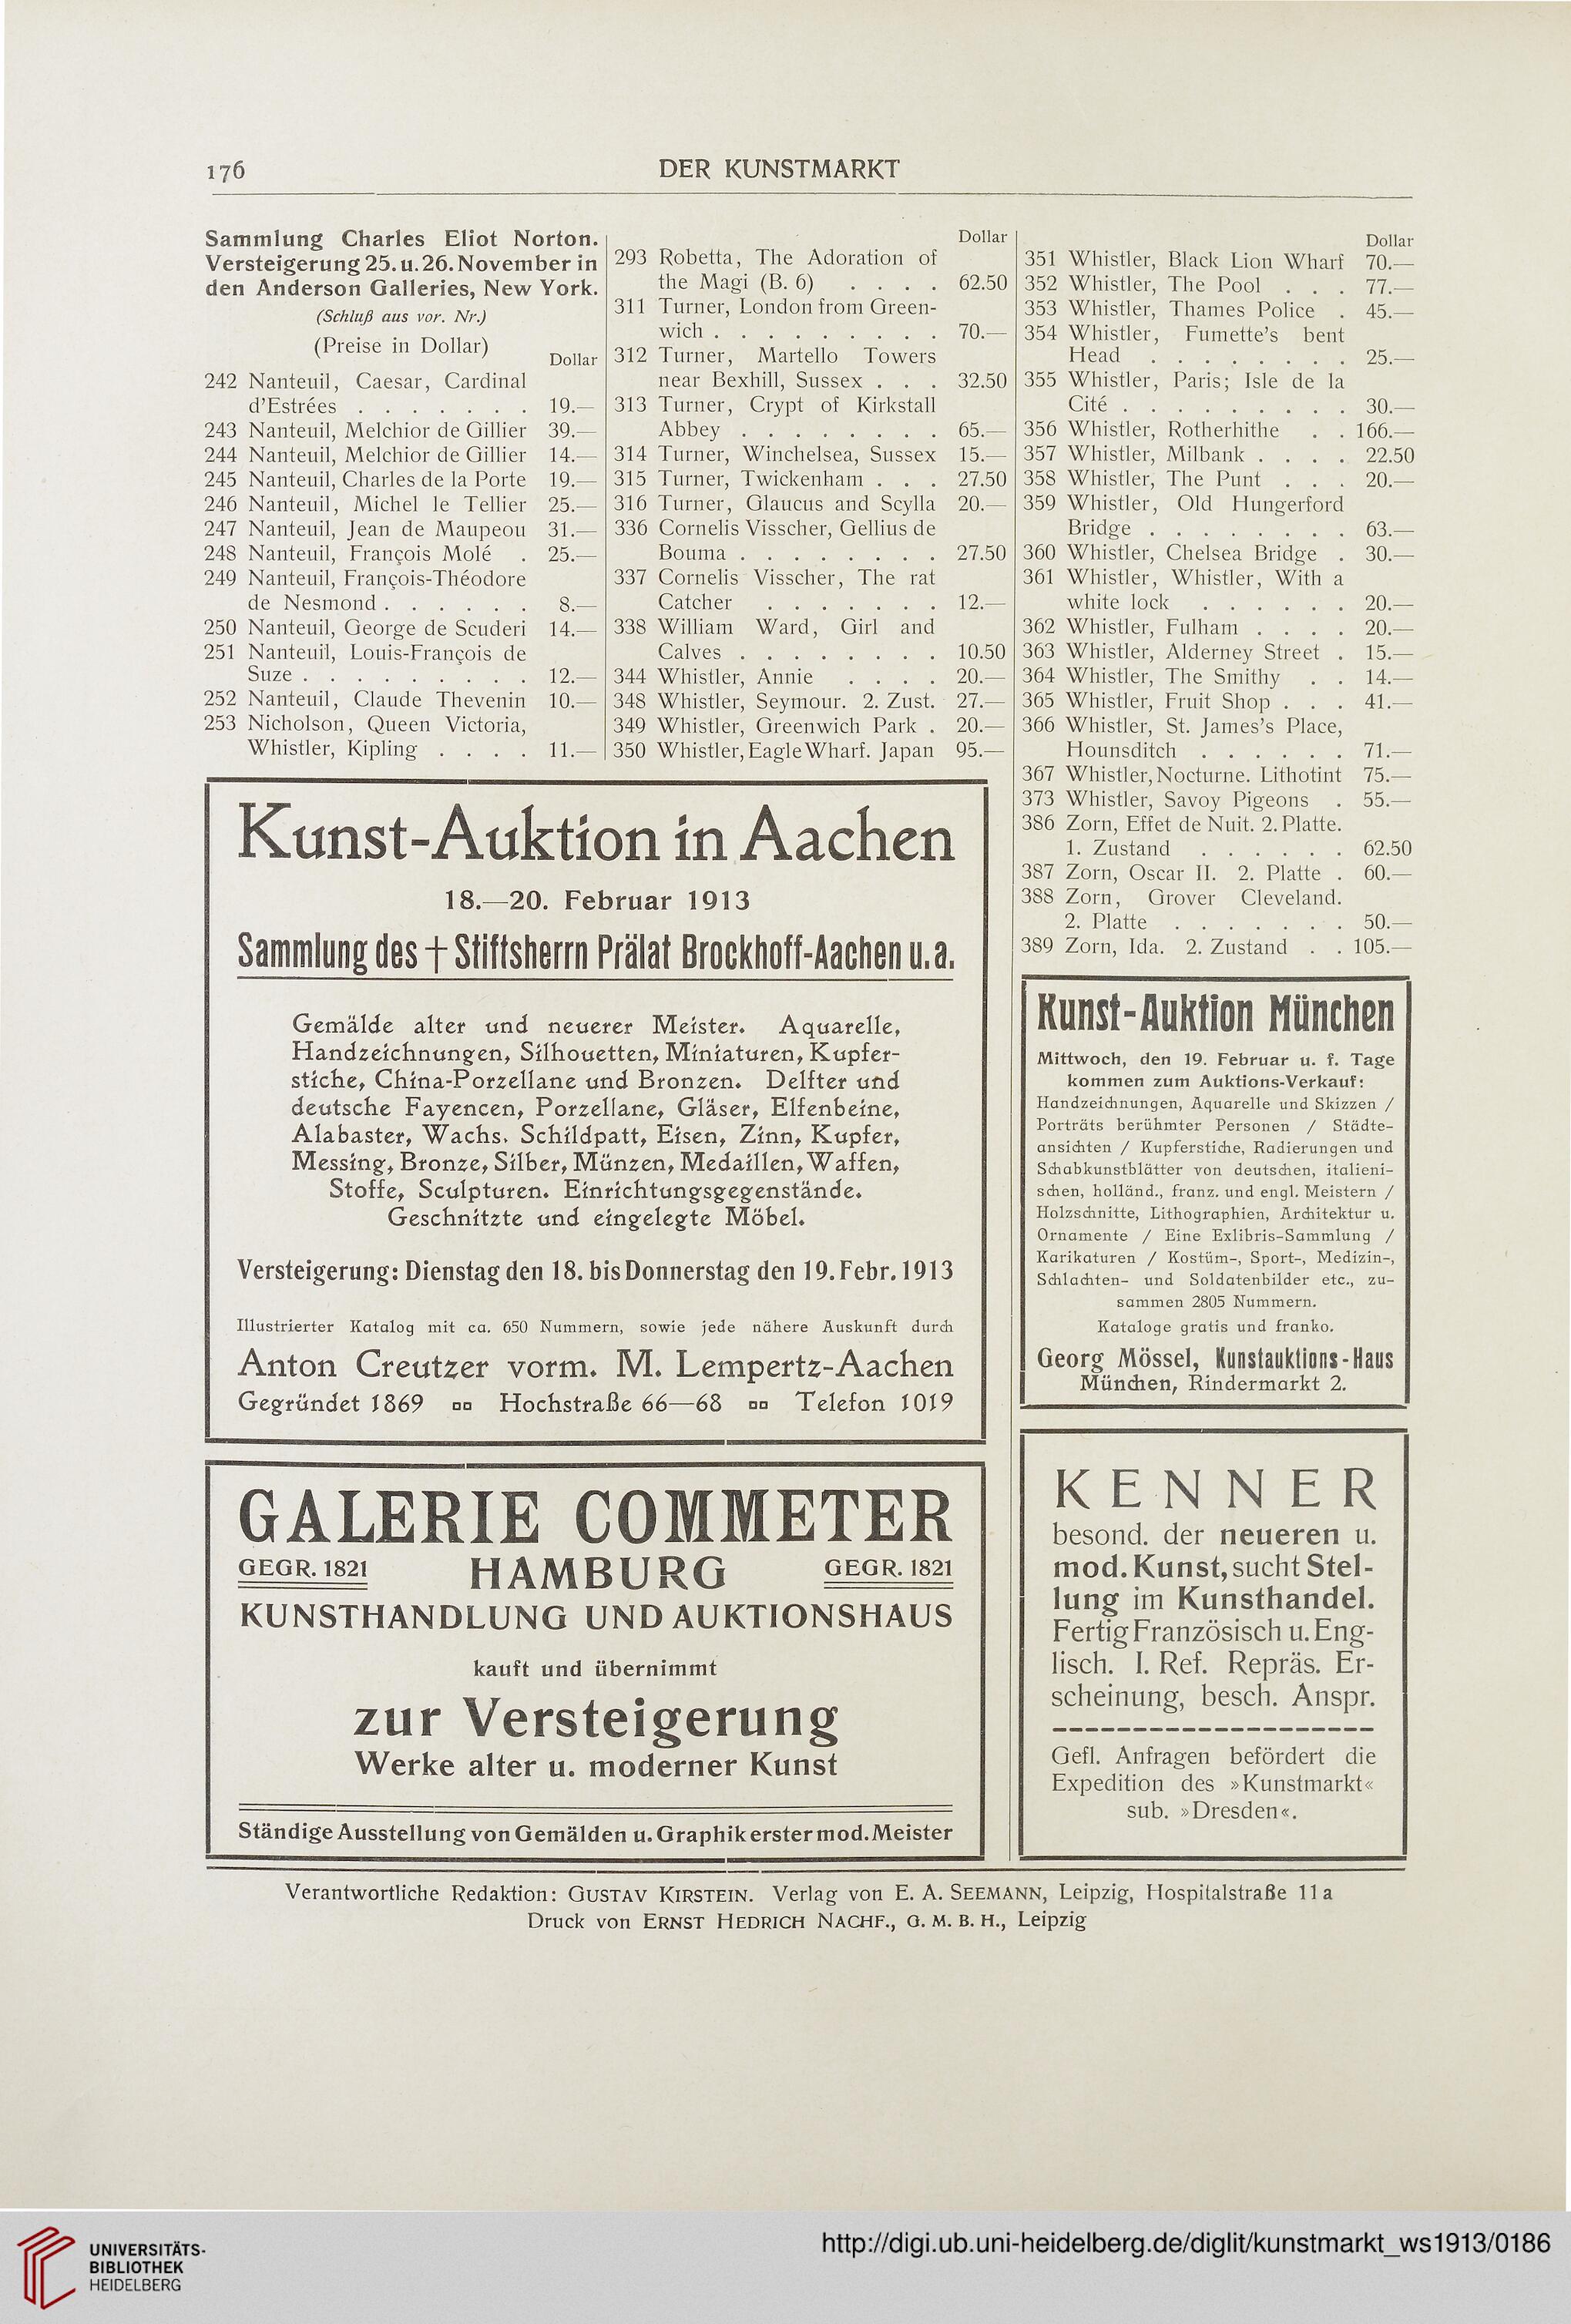 176
DER KUNSTMARKT
Sammlung Charles Eliot Norton.
Versteigerung 25. u. 26. November in
den Anderson Galleries, New York.
(Schluß aus vor. Nr.)
(Preise in Dollar)
Dollar
242 Nanteuil, Caesar, Cardinal
d'Estrées . . . . . . . 19.—
243 Nanteuil, Melchior de Gillier 39.—
244 Nanteuil, Melchior de Gillier 14.—
245 Nanteuil, Charles de la Porte 19.—
246 Nanteuil, Michel le Tellier 25.—
247 Nanteuil, Jean de Maupeou 31.—
248 Nanteuil, François Molé . 25.—
249 Nanteuil, François-Théodore
de Nesmond . . . . . . 8.—
250 Nanteuil, George de Scuderi 14.—
251 Nanteuil, Louis-François de
Suze . . . . . . . . . 12.—
252 Nanteuil, Claude Thevenin 10.—
253 Nicholson, Queen Victoria,
Whistler, Kipling . . . . 11.—
Dollar
293 Robetta, The Adoration of
the Magi (B. 6) . . . . 62.50
311 Turner, London from Green-
wich . . . . . . . . . 70.—
312 Turner, Martello Towers
near Bexhill, Sussex . . . 32.50
313 Turner, Crypt of Kirkstall
Abbey . . . . . . . . 65.—
314 Turner, Winchelsea, Sussex 15.—
315 Turner, Twickenham . . . 27.50
316 Turner, Glaucus and Scylla 20.—
336 Cornelis Visscher, Gellius de
Bouma . . . . . . . . 27.50
337 Cornelis Visscher, The rat
Catcher . . . . . . . 12.—
338 William Ward, Girl and
Calves . . . . . . . . 10.50
344 Whistler, Annie . . . . 20.—
348 Whistler, Seymour. 2. Zust. 27.—
349 Whistler, Greenwich Park . 20.—
350 Whistler, Eagle Wharf. Japan 95.—
Dollar
351 Whistler, Black Lion Wharf 70.—
352 Whistler, The Pool . . . 77.—
353 Whistler, Thames Police . 45.—
354 Whistler, Fumette's bent
Head . . . . . . . . 25.—
355 Whistler, Paris; Isle de la
Cité . . . . . . . . . 30.—
356 Whistler, Rotherhithe . . 166.—
357 Whistler, Milbank . . . . 22.50
358 Whistler, The Punt . . . 20.—
359 Whistler, Old Hungerford
Bridge . . . . . . . . 63.—
360 Whistler, Chelsea Bridge . 30.—
361 Whistler, Whistler, With a
white lock . . . . . . 20.—
362 Whistler, Fulham . . . . 20.—
363 Whistler, Alderney Street . 15.—
364 Whistler, The Smithy . . 14.—
365 Whistler, Fruit Shop . . . 41.—
366 Whistler, St. James's Place,
Hounsditch . . . . . . 71.—
367 Whistler, Nocturne. Lithotint 75.—
373 Whistler, Savoy Pigeons . 55.—
386 Zorn, Effet de Nuit. 2. Platte.
1. Zustand . . . . . . 62.50
387 Zorn, Oscar II. 2. Platte . 60.—
388 Zorn, Grover Cleveland.
2. Platte . . . . . . . 50.—
389 Zorn, Ida. 2. Zustand . . 105.—
Kunst-Auktion in Aachen
18.—20. Februar 1913
Sammlung des † Stiftsherrn Prälat Brockhoff-Aachen u. a.
Gemälde alter und neuerer Meister. Aquarelle,
Handzeichnungen, Silhouetten, Miniaturen, Kupfer-
stiche, China-Porzellane und Bronzen. Delfter und
deutsche Fayencen, Porzellane, Gläser, Elfenbeine,
Alabaster, Wachs. Schildpatt, Eisen, Zinn, Kupfer,
Messing, Bronze, Silber, Münzen, Medaillen, Waffen,
Stoffe, Sculpturen. Einrichtungsgegenstände.
Geschnitzte und eingelegte Möbel.
Versteigerung: Dienstag den 18. bis Donnerstag den 19. Febr. 1913
Illustrierter Katalog mit ca. 650 Nummern, sowie jede nähere Auskunft durch
Anton Creutzer vorm. M. Lempertz-Aachen
Gegründet 1869 □□ Hochstraße 66—68 □□ Telefon 1019
Kunst-Auktion München
Mittwoch, den 19. Februar u. f. Tage
kommen zum Auktions-Verkauf:
Handzeichnungen, Aquarelle und Skizzen /
Porträts berühmter Personen / Städte-
ansichten / Kupferstiche, Radierungen und
Schabkunstblätter von deutschen, italieni-
schen, holländ., franz. und engl. Meistern /
Holzschnitte, Lithographien, Architektur u.
Ornamente / Eine Exlibris-Sammlung /
Karikaturen / Kostüm-, Sport-, Medizin-,
Schlachten- und Soldatenbilder etc., zu-
sammen 2805 Nummern.
Kataloge gratis und franko.
Georg Mössel, Kunstauktions-Haus
München, Rindermarkt 2.
GALERIE COMMETER
GEGR. 1821 HAMBURG GEGR. 1821
KUNSTHANDLUNG UND AUKTIONSHAUS
kauft und übernimmt
zur Versteigerung
Werke alter u. moderner Kunst
Ständige Ausstellung von Gemälden u. Graphik erster mod. Meister
KENNER
besond. der neueren u.
mod. Kunst, sucht Stel-
lung im Kunsthandel.
Fertig Französisch u. Eng-
lisch. I. Ref. Repräs. Er-
scheinung, besch. Anspr.
Gefl. Anfragen befördert die
Expedition des »Kunstmarkt«
sub. »Dresden«.
Verantwortliche Redaktion: GUSTAV KIRSTEIN. Verlag von E. A. SEEMANN, Leipzig, Hospitalstraße 11a
Druck von ERNST HEDRICH NACHF., G. M. B. H., Leipzig
UNIVERSITÄTS-
BIBLIOTHEK
HEIDELBERG
http://digi.ub.uni-heidelberg.de/diglit/kunstmarkt_ws1913/0186